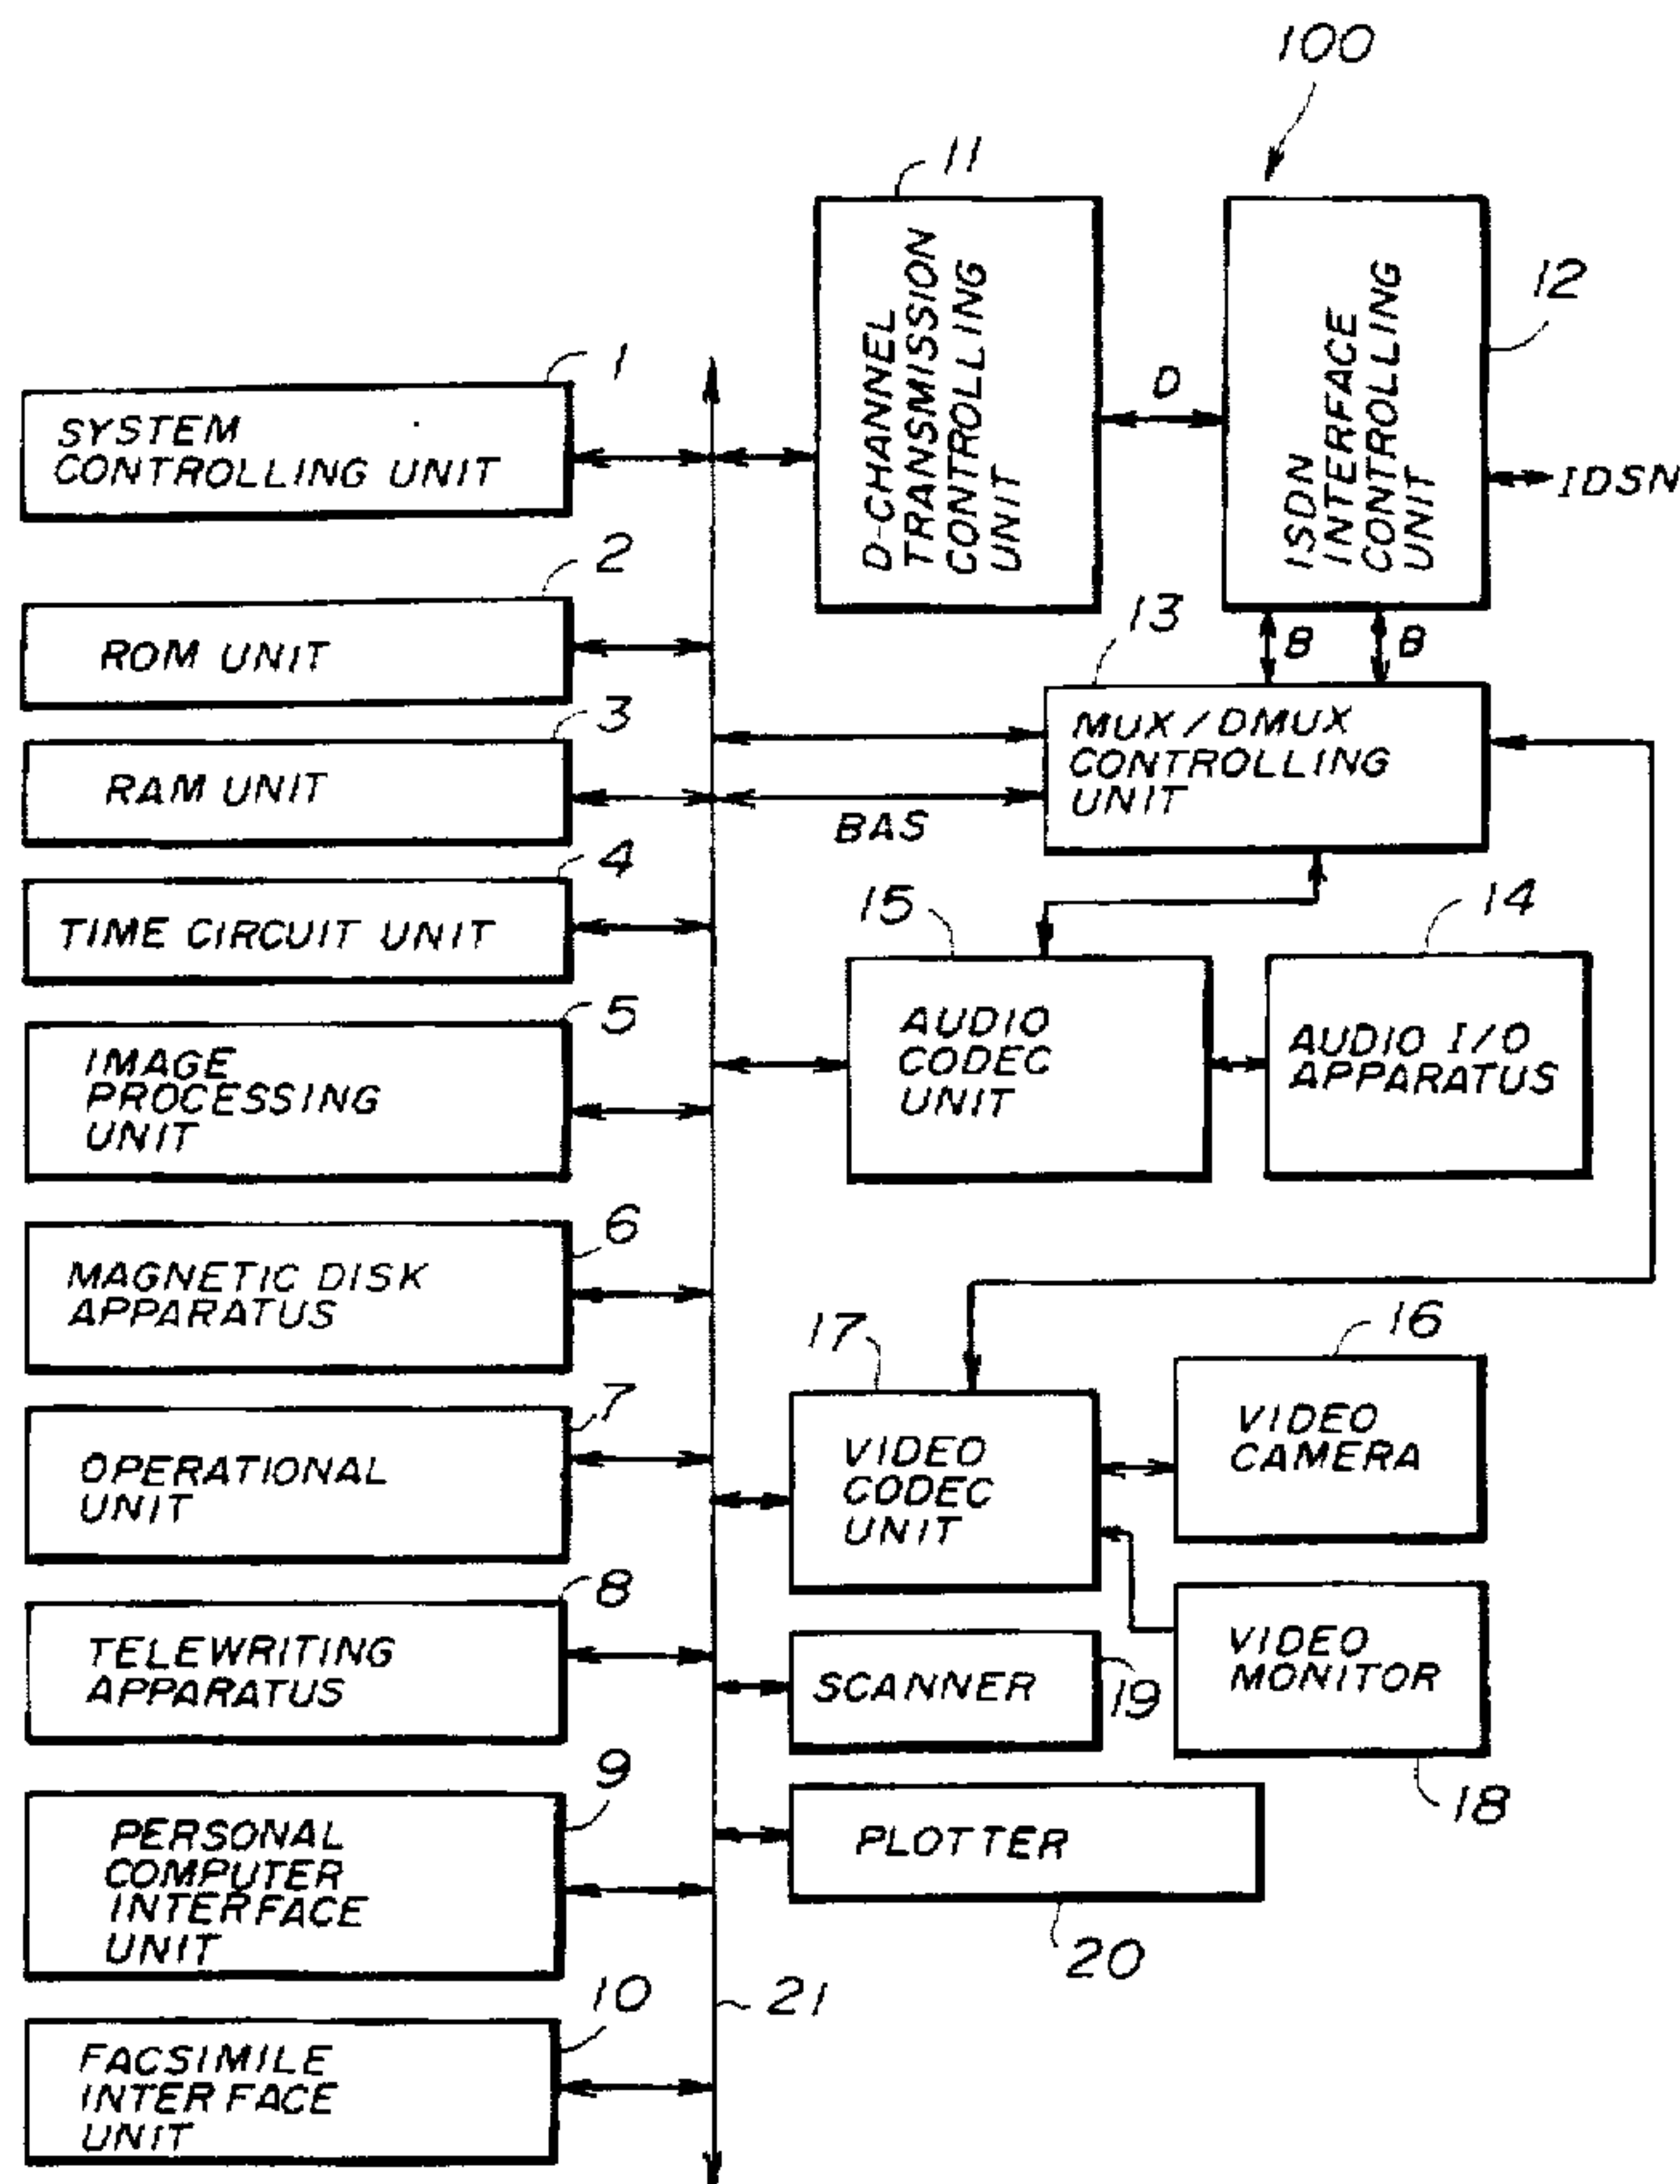 100
11
D-CHANNEL
TRANSMISSION
CONTROLLING
UNIT
12
ISDN
INTERFACE
CONTROLLING
UNIT
D
IDSN
1
SYSTEM
CONTROLLING UNIT
2
ROM UNIT
3
RAM UNIT
4
TIME CIRCUIT UNIT
5
IMAGE
PROCESSING
UNIT
6
MAGNETIC DISK
APPARATUS
7
OPERATIONAL
UNIT
8
TELEWRITING
APPARATUS
9
PERSONAL
COMPUTER
INTERFACE
UNIT
10
FACSIMILE
INTERFACE
UNIT
13
B
B
MUX/DMUX
CONTROLLING
UNIT
BAS
15
AUDIO
CODEC
UNIT
14
AUDIO I/O
APPARATUS
17
VIDEO
CODEC
UNIT
16
VIDEO
CAMERA
VIDEO
MONITOR
18
SCANNER
19
PLOTTER
20
21